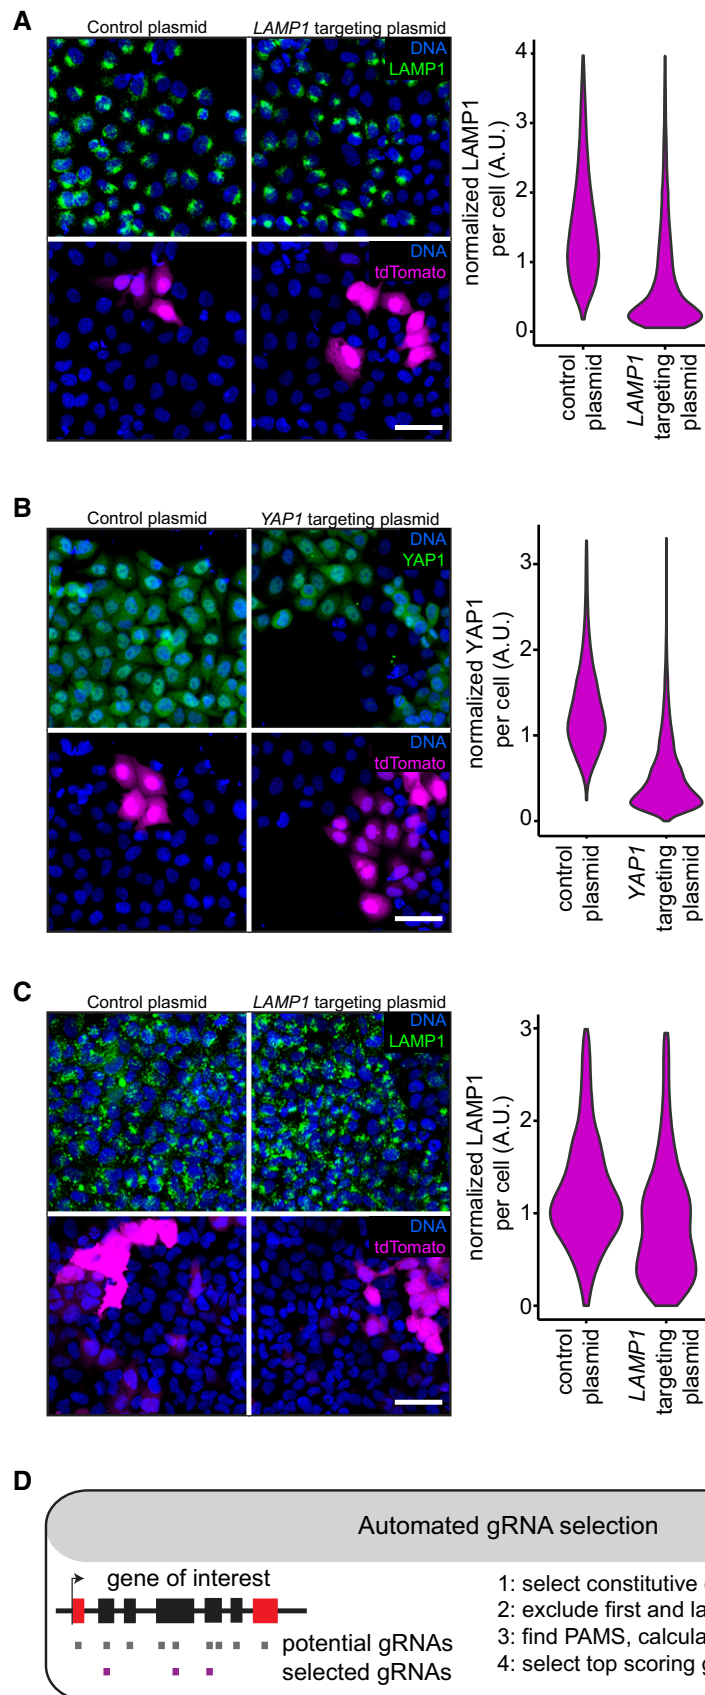 A
Control plasmid
LAMP1 targeting plasmid
DNA
LAMP1
DNA
tdTomato
normalized LAMP1
per cell (A.U.)
4
3
2
1
0
control
plasmid
LAMP1
targeting
plasmid
B
Control plasmid
YAP1 targeting plasmid
DNA
YAP1
DNA
tdTomato
normalized YAP1
per cell (A.U.)
3
2
1
0
control
plasmid
YAP1
targeting
plasmid
C
Control plasmid
LAMP1 targeting plasmid
DNA
LAMP1
DNA
tdTomato
normalized LAMP1
per cell (A.U.)
3
2
1
0
control
plasmid
LAMP1
targeting
plasmid
D
Automated gRNA selection
gene of interest
potential gRNAs
selected gRNAs
1: select constitutive
2: exclude first and la
3: find PAMS, calcula
4: select top scoring g